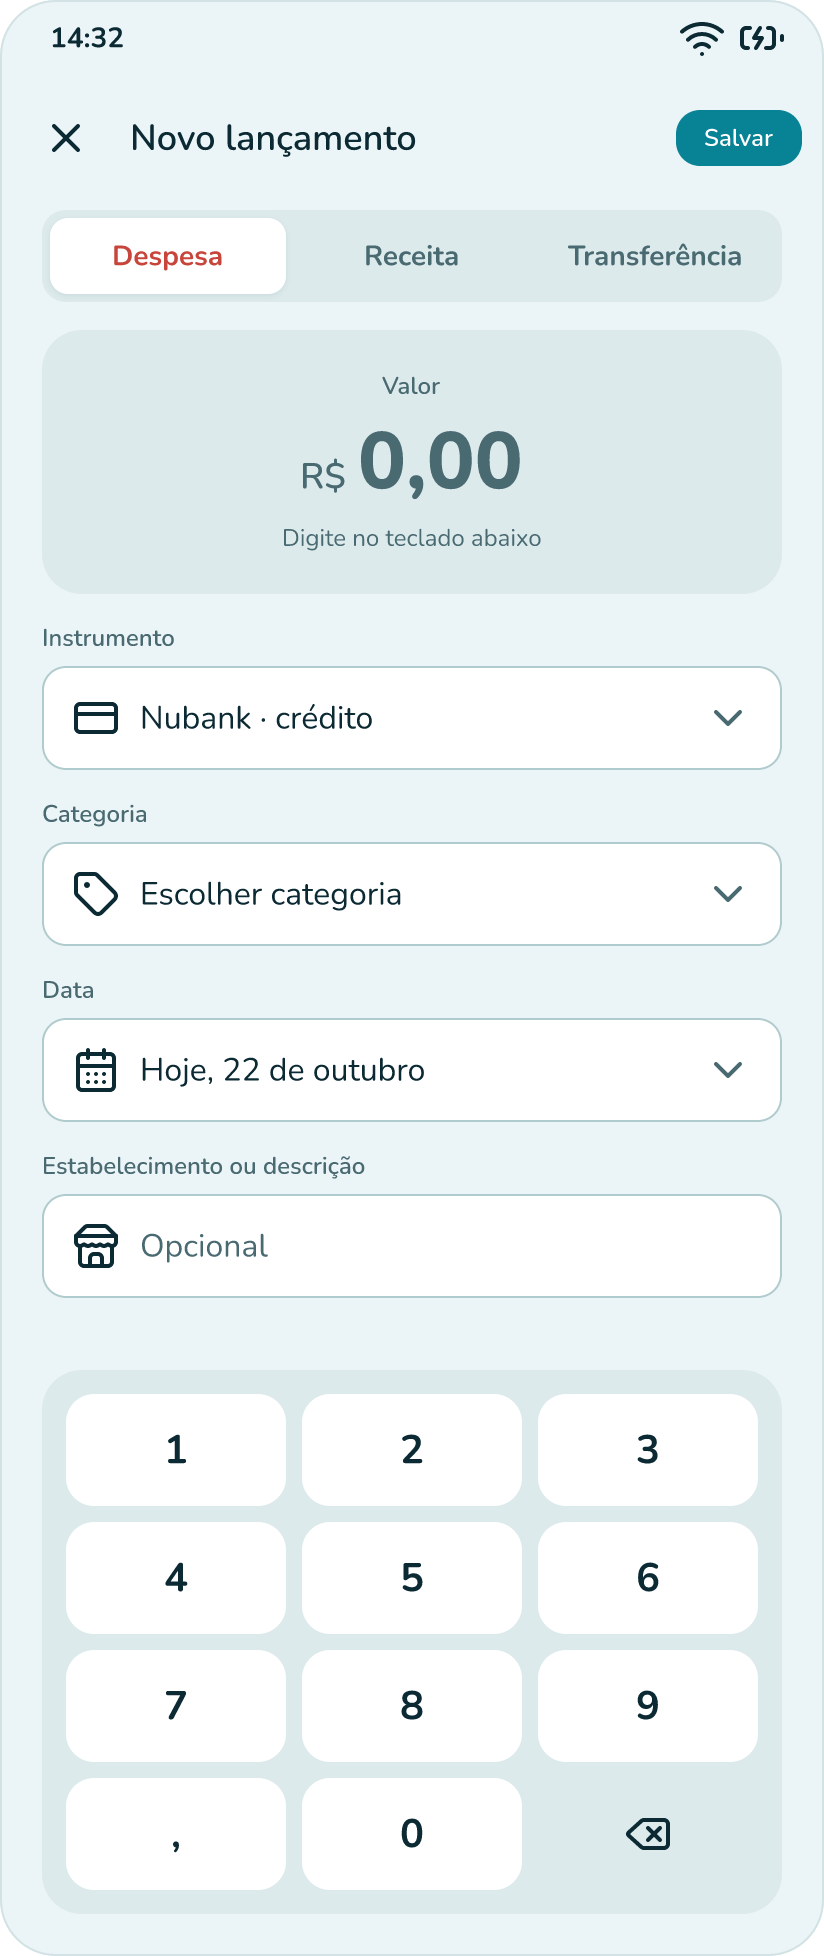 14:32
Novo lançamento
Salvar
Despesa
Receita
Transferência
Valor
R$ 0,00
Digite no teclado abaixo
Instrumento
Nubank · crédito
Categoria
Escolher categoria
Data
Hoje, 22 de outubro
Estabelecimento ou descrição
Opcional
1
2
3
4
5
6
7
8
9
,
0